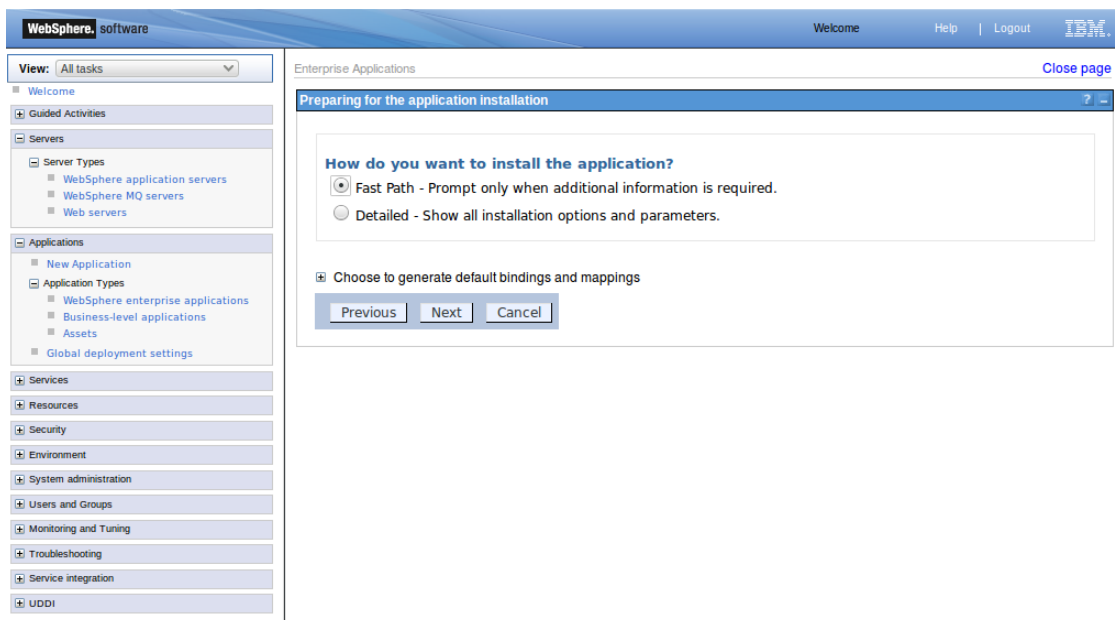 WebSphere. software
Welcome Help | Logout IBM.
View: All tasks
Welcome
Guided Activities
Servers
Server Types
WebSphere application servers
WebSphere MQ servers
Web servers
Applications
New Application
Application Types
WebSphere enterprise applications
Business-level applications
Assets
Global deployment settings
Services
Resources
Security
Environment
System administration
Users and Groups
Monitoring and Tuning
Troubleshooting
Service integration
UDDI
Enterprise Applications Close page
Preparing for the application installation ? -
How do you want to install the application?
Fast Path - Prompt only when additional information is required.
Detailed - Show all installation options and parameters.
Choose to generate default bindings and mappings
Previous Next Cancel